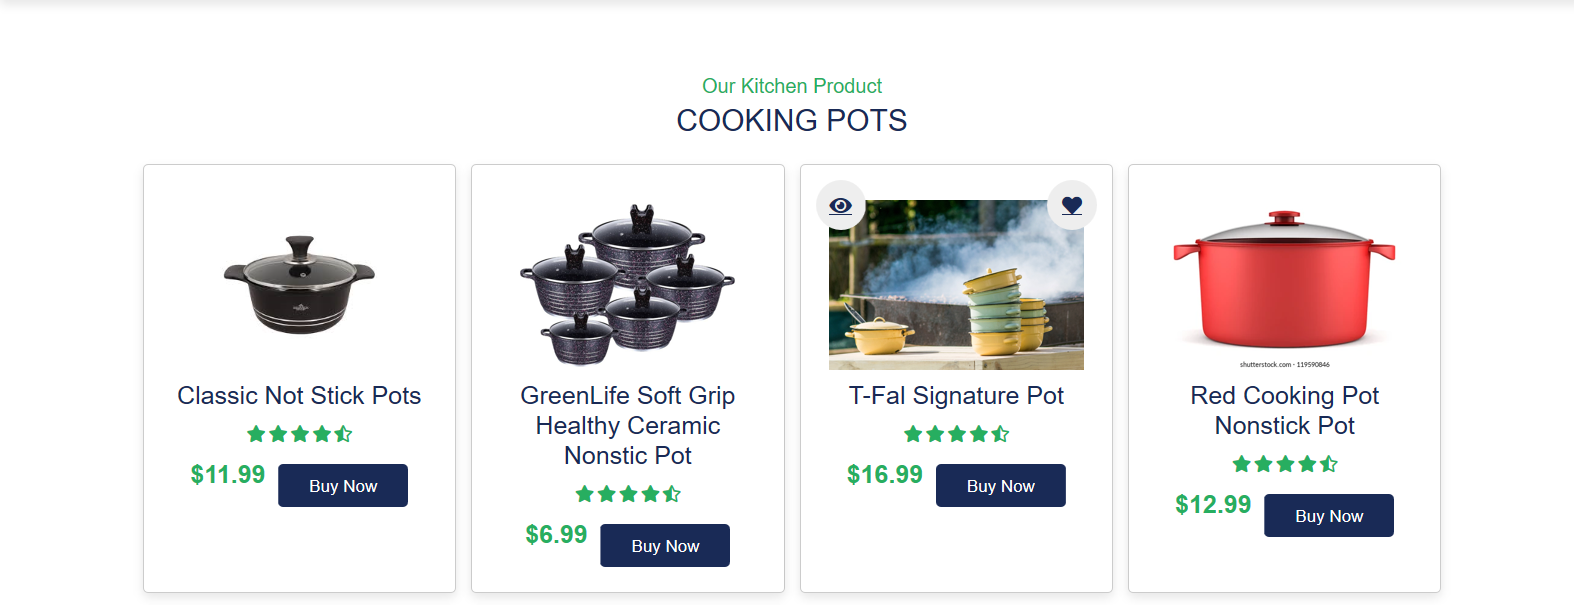 Our Kitchen Product
COOKING POTS
Classic Not Stick Pots
$11.99
Buy Now
GreenLife Soft Grip
Healthy Ceramic
Nonstic Pot
$6.99
Buy Now
T-Fal Signature Pot
$16.99
Buy Now
shutterstock.com · 119590846
Red Cooking Pot
Nonstick Pot
$12.99
Buy Now